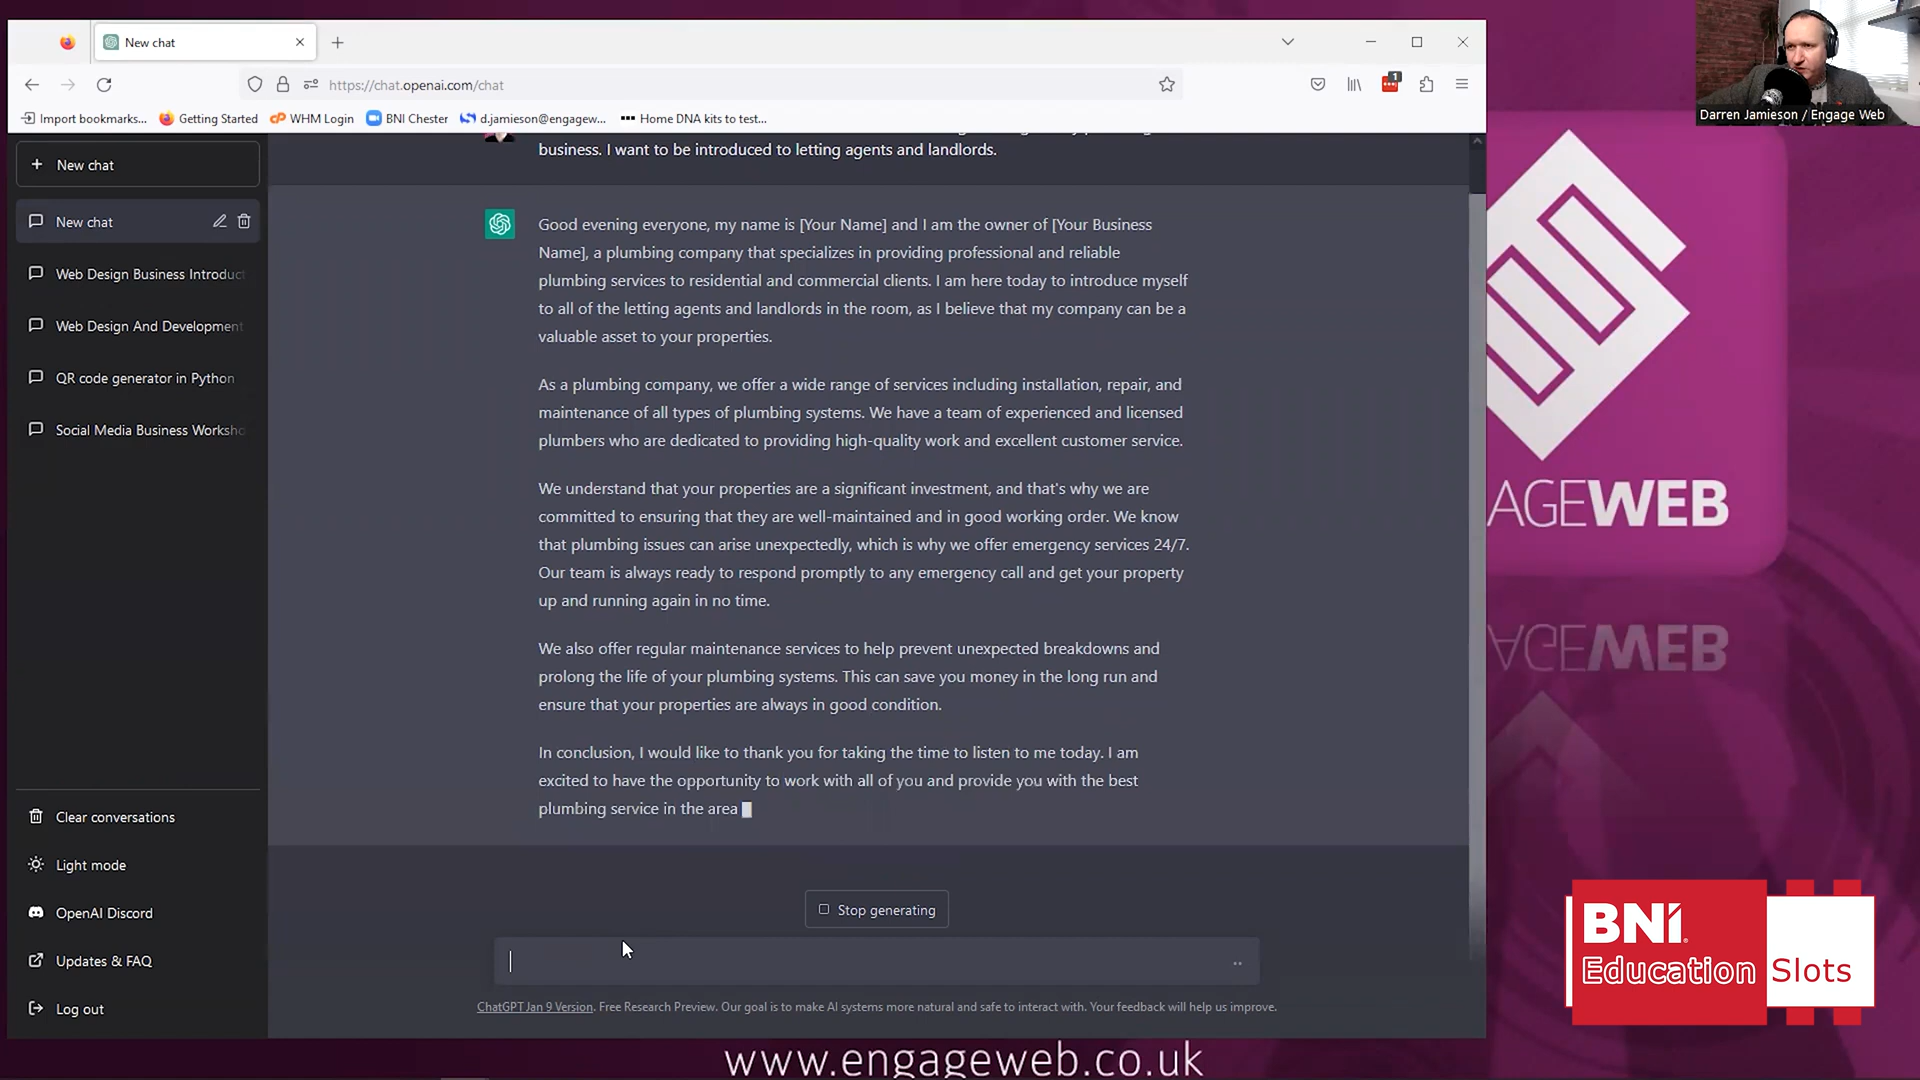 New chat
https://chat.openai.com/chat
1
Import bookmarks...
Getting Started
WHM Login
BNI Chester
d.jamieson@engagew...
Home DNA kits to test...
Darren Jamieson / Engage Web
New chat
New chat
Web Design Business Introduct
Web Design And Development
QR code generator in Python
Social Media Business Worksho
Clear conversations
Light mode
OpenAI Discord
Updates & FAQ
Log out
business. I want to be introduced to letting agents and landlords.
Good evening everyone, my name is [Your Name] and I am the owner of [Your Business
Name], a plumbing company that specializes in providing professional and reliable
plumbing services to residential and commercial clients. I am here today to introduce myself
to all of the letting agents and landlords in the room, as I believe that my company can be a
valuable asset to your properties.
As a plumbing company, we offer a wide range of services including installation, repair, and
maintenance of all types of plumbing systems. We have a team of experienced and licensed
plumbers who are dedicated to providing high-quality work and excellent customer service.
We understand that your properties are a significant investment, and that's why we are
committed to ensuring that they are well-maintained and in good working order. We know
that plumbing issues can arise unexpectedly, which is why we offer emergency services 24/7.
Our team is always ready to respond promptly to any emergency call and get your property
up and running again in no time.
We also offer regular maintenance services to help prevent unexpected breakdowns and
prolong the life of your plumbing systems. This can save you money in the long run and
ensure that your properties are always in good condition.
In conclusion, I would like to thank you for taking the time to listen to me today. I am
excited to have the opportunity to work with all of you and provide you with the best
plumbing service in the area
Stop generating
ChatGPT Jan 9 Version. Free Research Preview. Our goal is to make AI systems more natural and safe to interact with. Your feedback will help us improve.
AGEWEB
AGEWEB
BNI
Education Slots
www.engageweb.co.uk